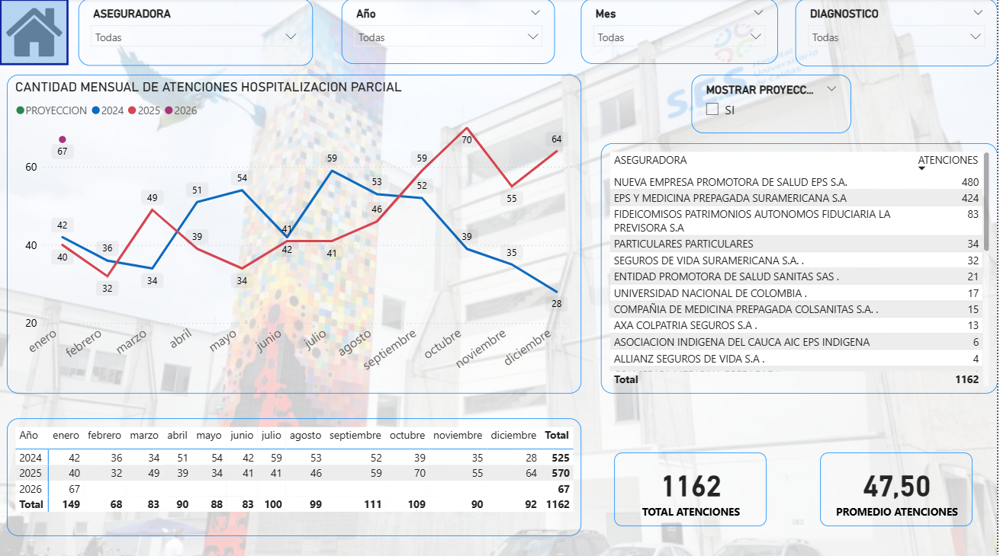 ASEGURADORA
Todas
Año
Todas
Mes
Todas
DIAGNOSTICO
Todas
CANTIDAD MENSUAL DE ATENCIONES HOSPITALIZACION PARCIAL
PROYECCION 2024 2025 2026
60
40
20
67
42
40
36
32
49
34
51
39
54
34
41
42
59
41
53
46
59
52
70
39
55
35
64
28
enero febrero marzo abril mayo junio julio agosto septiembre octubre noviembre diciembre
S.E.S
Hospital
Universitario
de Caldas
MOSTRAR PROYECC...
SI
ASEGURADORA ATENCIONES
NUEVA EMPRESA PROMOTORA DE SALUD EPS S.A. 480
EPS Y MEDICINA PREPAGADA SURAMERICANA S.A 424
FIDEICOMISOS PATRIMONIOS AUTONOMOS FIDUCIARIA LA 83
PREVISORA S.A
PARTICULARES PARTICULARES 34
SEGUROS DE VIDA SURAMERICANA S.A. . 32
ENTIDAD PROMOTORA DE SALUD SANITAS SAS . 21
UNIVERSIDAD NACIONAL DE COLOMBIA . 17
COMPAÑIA DE MEDICINA PREPAGADA COLSANITAS S.A. . 15
AXA COLPATRIA SEGUROS S.A . 13
ASOCIACION INDIGENA DEL CAUCA AIC EPS INDIGENA 6
ALLIANZ SEGUROS DE VIDA S.A . 4
Total 1162
Año enero febrero marzo abril mayo junio julio agosto septiembre octubre noviembre diciembre Total
2024 42 36 34 51 54 42 59 53 52 39 35 28 525
2025 40 32 49 39 34 41 41 46 59 70 55 64 570
2026 67 67
Total 149 68 83 90 88 83 100 99 111 109 90 92 1162
1162
TOTAL ATENCIONES
47,50
PROMEDIO ATENCIONES